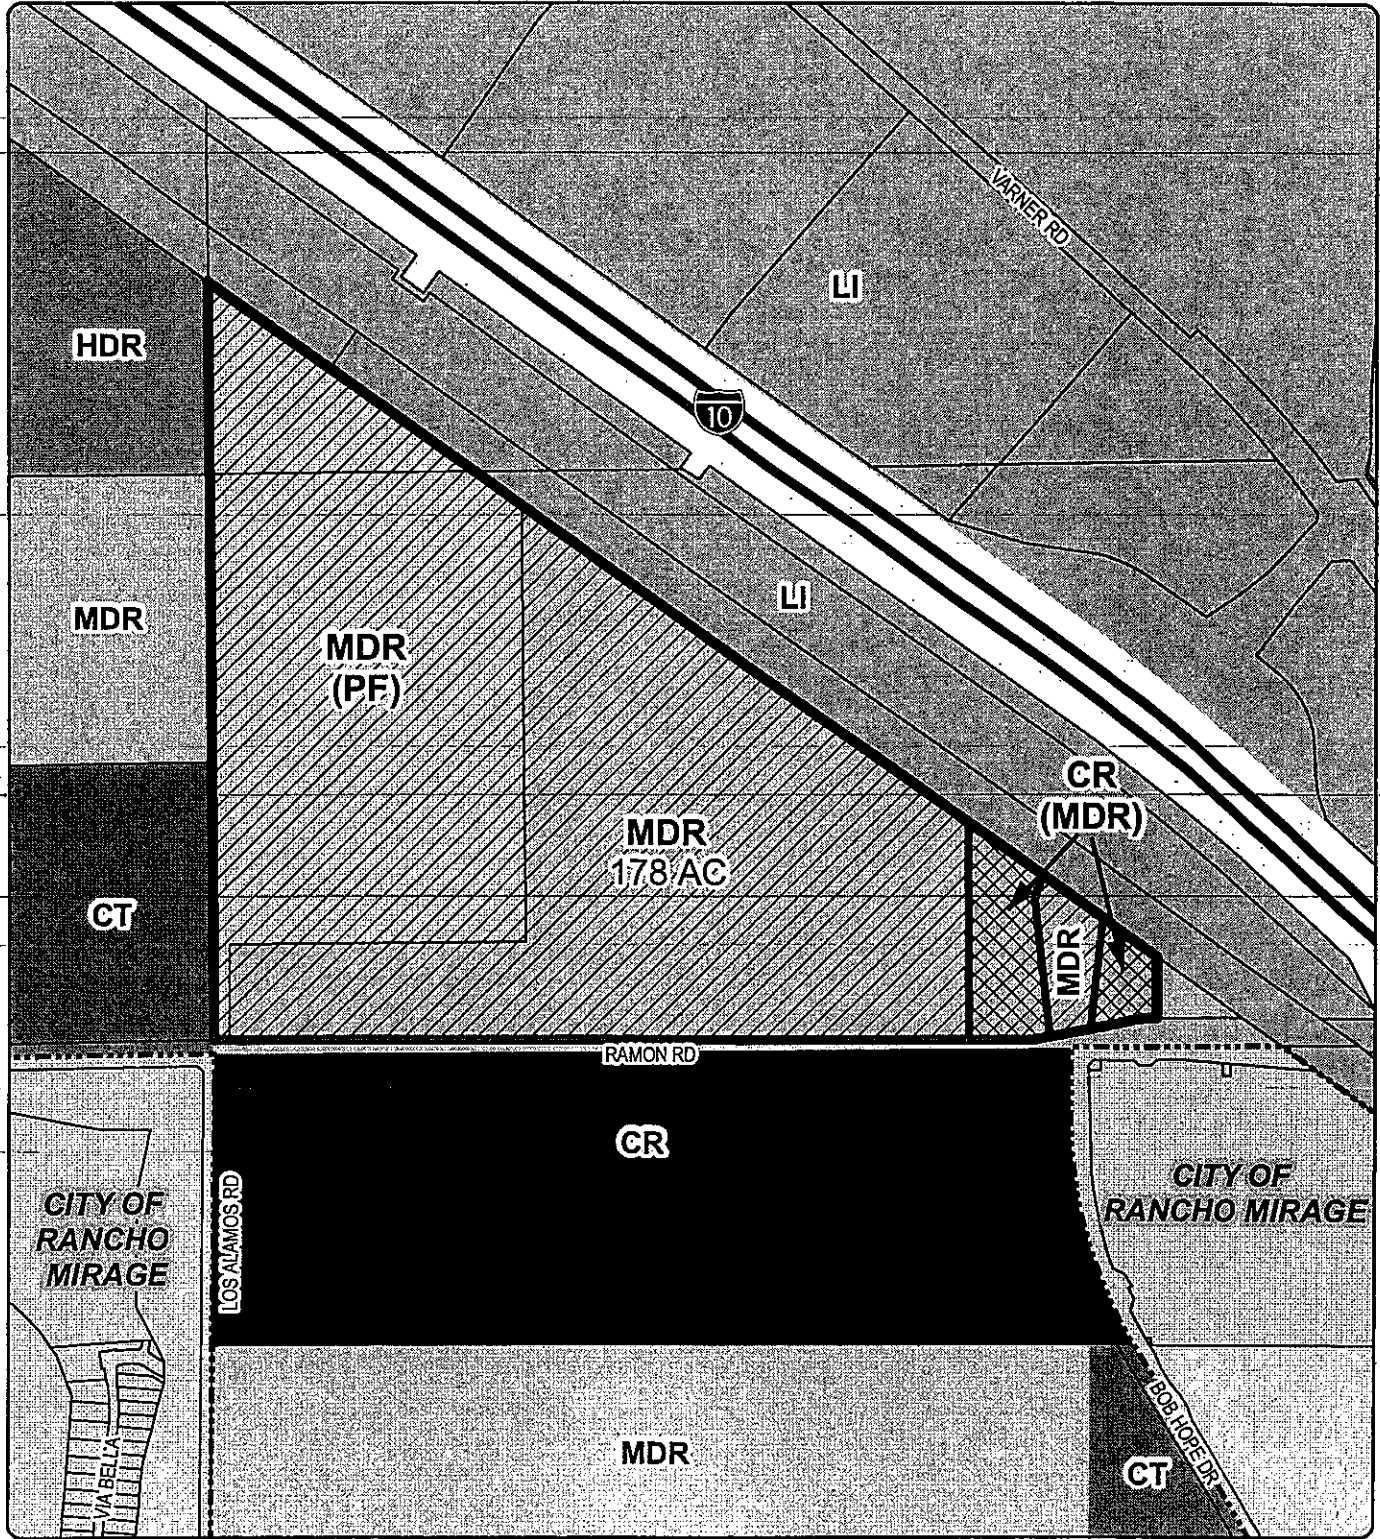 VARNER RD
LI
HDR
10
LI
MDR
MDR
(PF)
CR
(MDR)
MDR
178 AC
CT
MDR
RAMON RD
CR
CITY OF
RANCHO MIRAGE
CITY OF
RANCHO
MIRAGE
LOS ALAMOS RD
BOB HOPE DR
VIA BELLA
MDR
CT